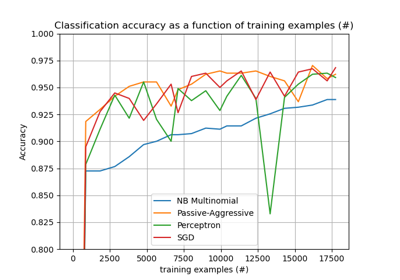 Classification accuracy as a function of training examples (#)
1.000
0.975
0.950
0.925
0.900
0.875
0.850
0.825
0.800
Accuracy
NB Multinomial
Passive-Aggressive
Perceptron
SGD
0 2500 5000 7500 10000 12500 15000 17500
training examples (#)